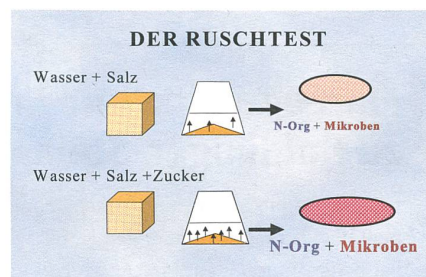 DER RUSCHTEST
Wasser + Salz
N-Org + Mikroben
Wasser + Salz +Zucker
N-Org + Mikroben